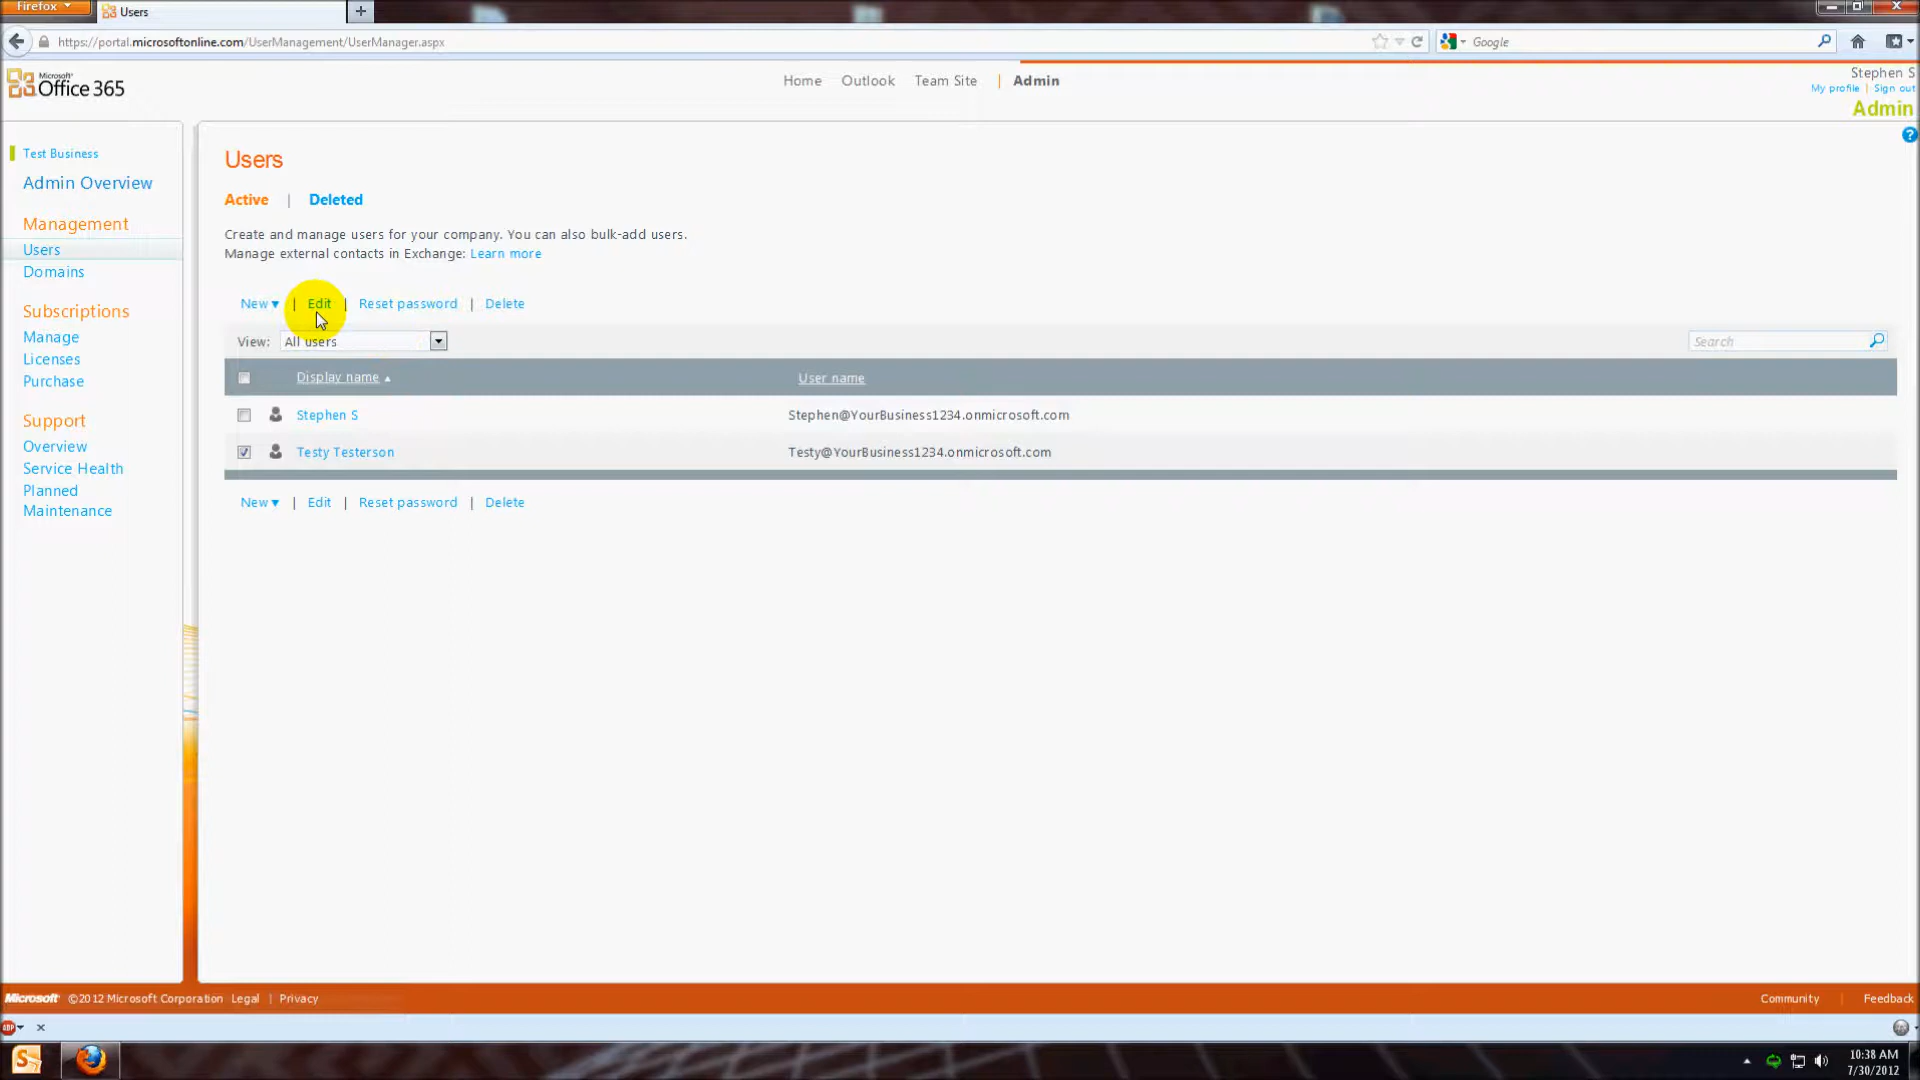 Firefox
Users
https://portal.microsoftonline.com/UserManagement/UserManager.aspx
Google
Microsoft
Office 365
Home
Outlook
Team Site
|
Admin
Stephen S
My profile | Sign out
Admin
Test Business
Admin Overview
Management
Users
Domains
Subscriptions
Manage
Licenses
Purchase
Support
Overview
Service Health
Planned
Maintenance
Users
Active | Deleted
Create and manage users for your company. You can also bulk-add users.
Manage external contacts in Exchange: Learn more
New | Edit | Reset password | Delete
View: All users
Search
Display name
User name
Stephen S
Stephen@YourBusiness1234.onmicrosoft.com
Testy Testerson
Testy@YourBusiness1234.onmicrosoft.com
New | Edit | Reset password | Delete
Microsoft ©2012 Microsoft Corporation Legal | Privacy
Community | Feedback
ABP
S
10:38 AM
7/30/2012